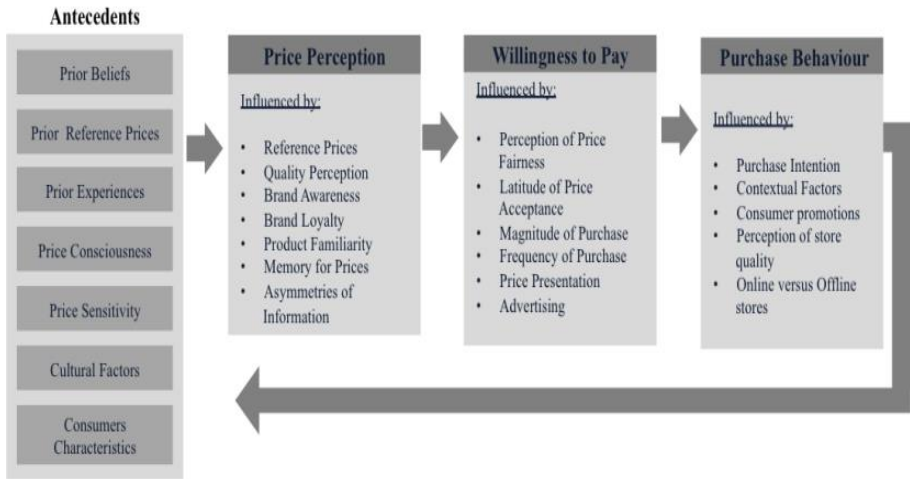 Antecedents
Prior Beliefs
Prior Reference Prices
Prior Experiences
Price Consciousness
Price Sensitivity
Cultural Factors
Consumers
Characteristics
Price Perception
Influenced by:
• Reference Prices
• Quality Perception
• Brand Awareness
• Brand Loyalty
• Product Familiarity
• Memory for Prices
• Asymmetries of
Information
Willingness to Pay
Influenced by:
• Perception of Price
Fairness
• Latitude of Price
Acceptance
• Magnitude of Purchase
• Frequency of Purchase
• Price Presentation
• Advertising
Purchase Behaviour
Influenced by:
• Purchase Intention
• Contextual Factors
• Consumer promotions
• Perception of store
quality
• Online versus Offline
stores